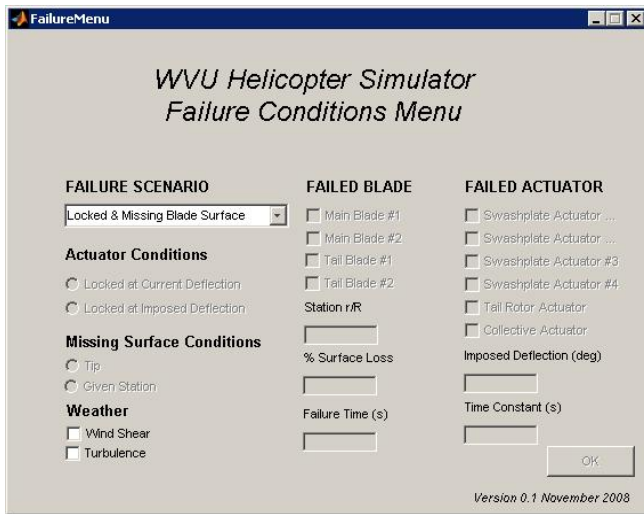 FailureMenu
WVU Helicopter Simulator
Failure Conditions Menu
FAILURE SCENARIO
Locked & Missing Blade Surface
Actuator Conditions
Locked at Current Deflection
Locked at Imposed Deflection
Missing Surface Conditions
Tip
Given Station
Weather
Wind Shear
Turbulence
FAILED BLADE
Main Blade #1
Main Blade #2
Tail Blade #1
Tail Blade #2
Station r/R
% Surface Loss
Failure Time (s)
FAILED ACTUATOR
Swashplate Actuator ...
Swashplate Actuator ...
Swashplate Actuator #3
Swashplate Actuator #4
Tail Rotor Actuator
Collective Actuator
Imposed Deflection (deg)
Time Constant (s)
OK
Version 0.1 November 2008